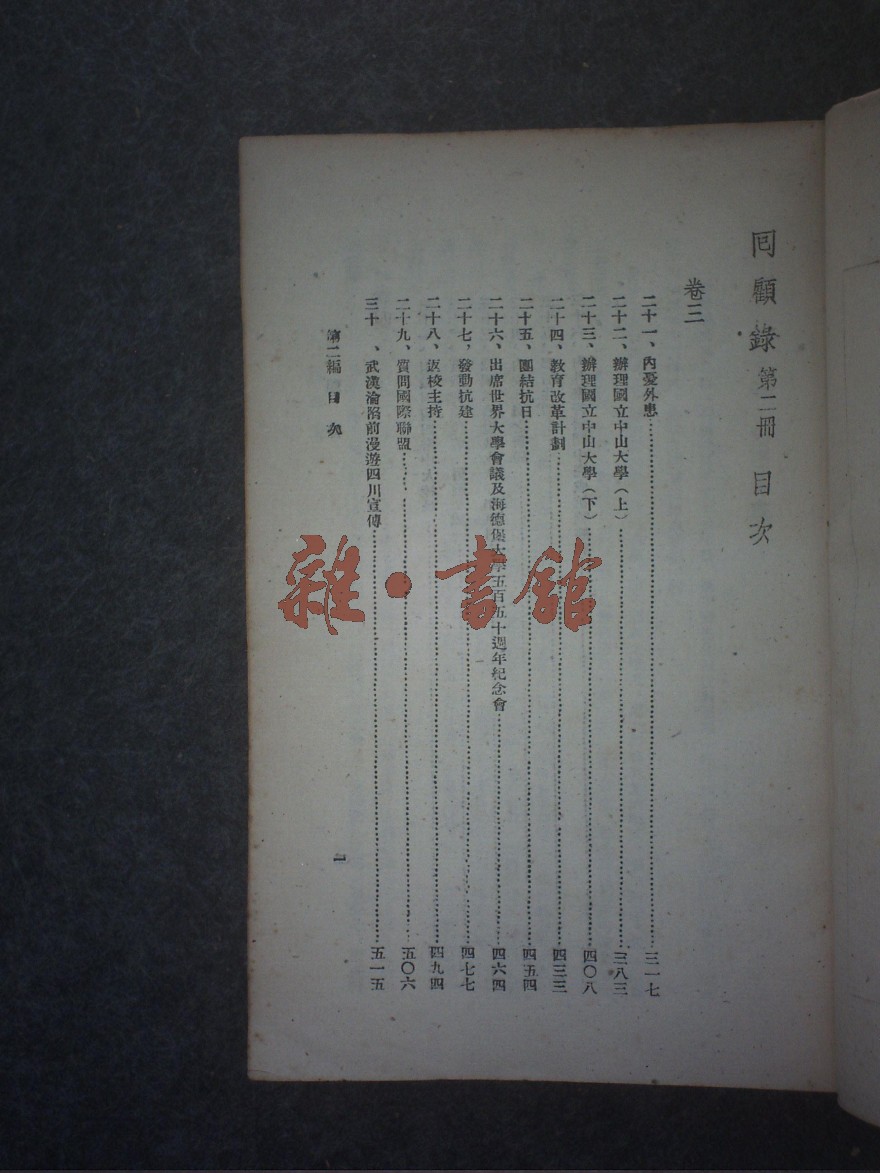 回顧錄 第二冊 目次
卷三
二十一、內憂外患……三一七
二十二、辦理國立中山大學(上)……三八三
二十三、辦理國立中山大學(下)……四〇八
二十四、教育改革計劃……四三三
二十五、團結抗日……四五四
二十六、出席世界大學會議及海德堡大學五百五十週年紀念會……四六四
二十七，發動抗建……四七七
二十八、返校主持……四九四
二十九、質問國際聯盟……五〇六
三十、武漢淪陷前漫遊四川宣傳……五一五
第二編 目次
一
雜·書館